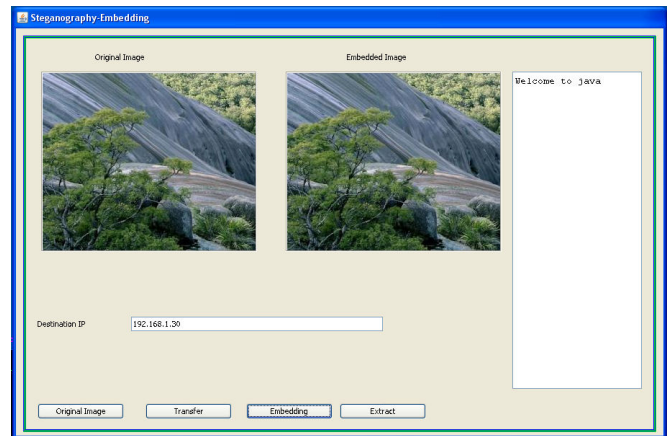 Steganography-Embedding
Original Image
Embedded Image
Welcome to java
Destination IP
192.168.1.30
Original Image
Transfer
Embedding
Extract